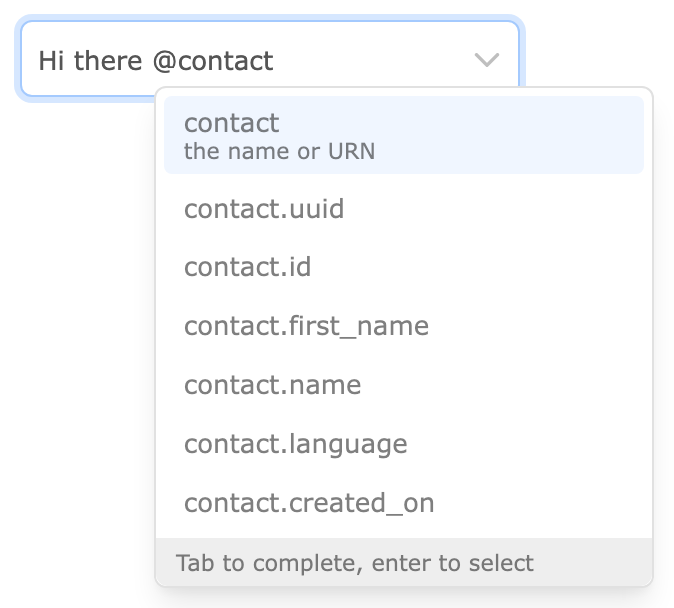 Hi there @contact
contact
the name or URN
contact.uuid
contact.id
contact.first_name
contact.name
contact.language
contact.created_on
Tab to complete, enter to select